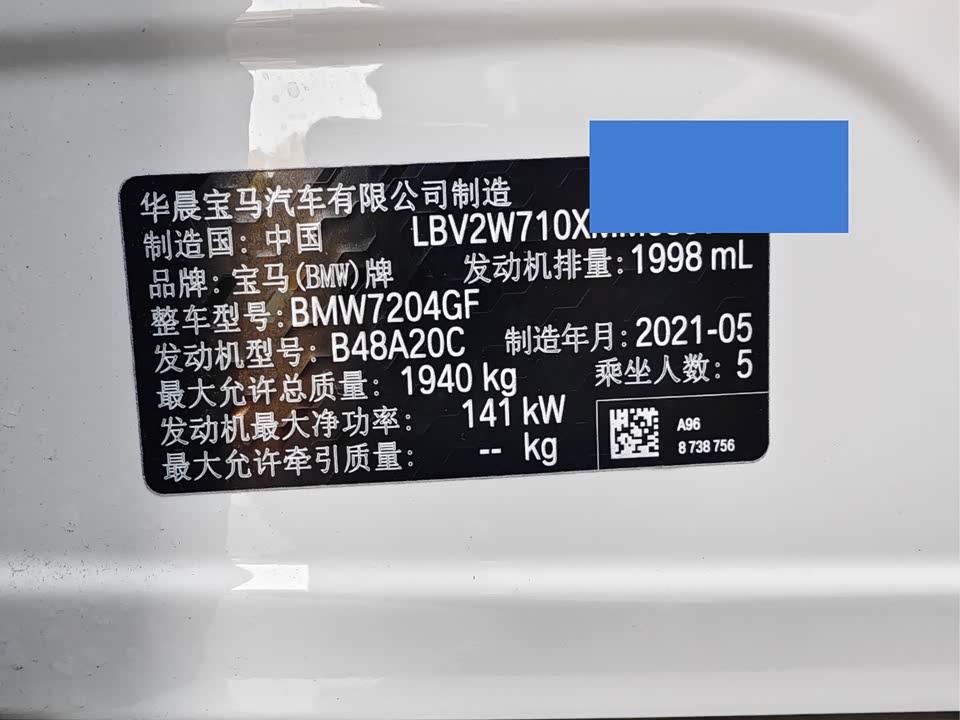 华晨宝马汽车有限公司制造
制造国：中国 LBV2W710X
品牌：宝马(BMW)牌 发动机排量：1998 mL
整车型号：BMW7204GF
发动机型号：B48A20C 制造年月：2021-05
最大允许总质量：1940 kg 乘坐人数：5
发动机最大净功率：141 kW
最大允许牵引质量：-- kg
A96
8 738 756